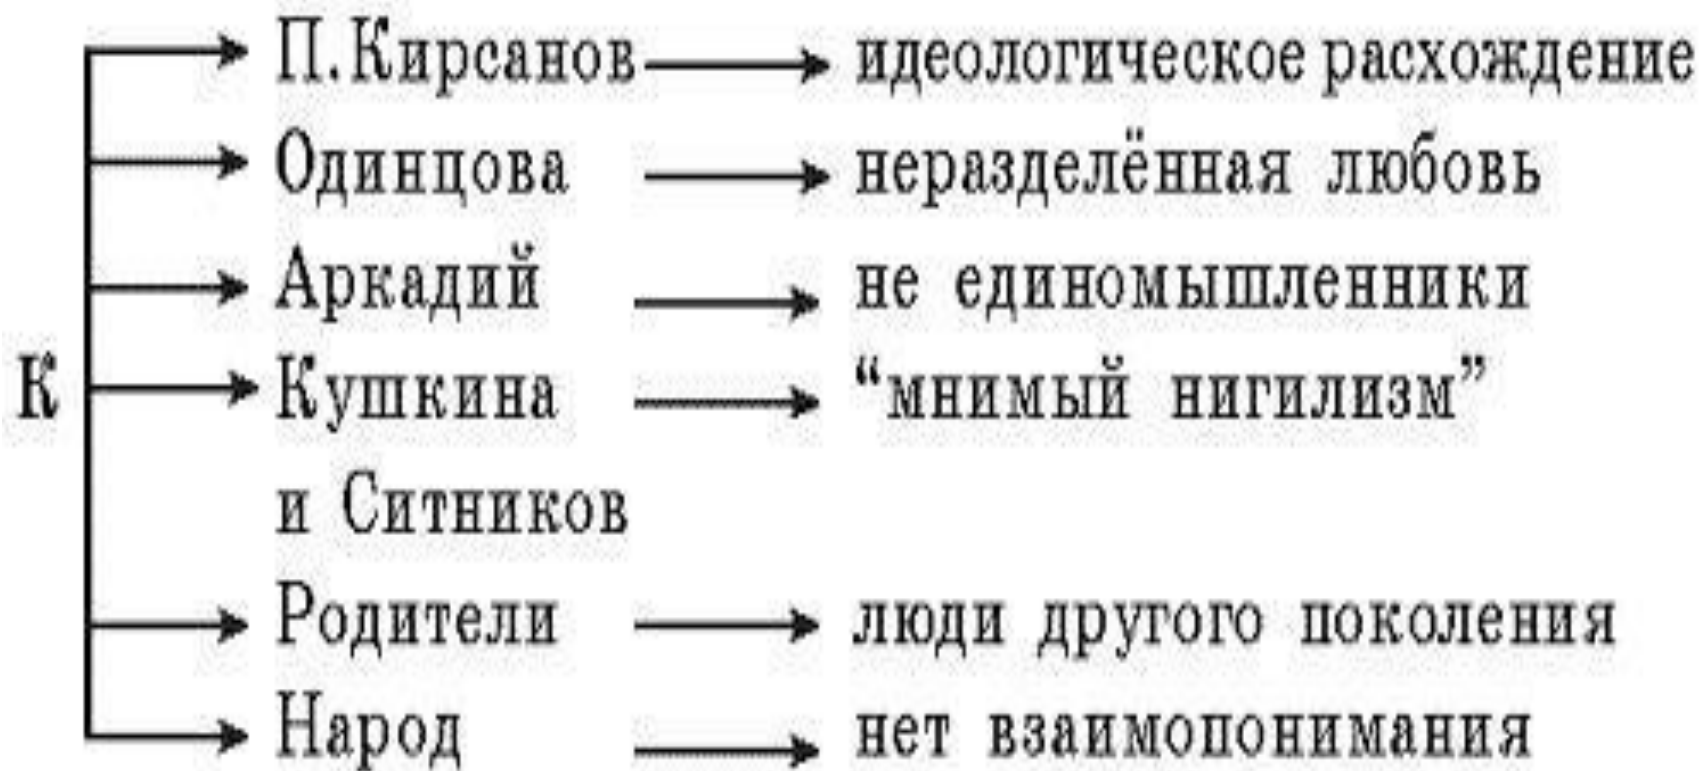 П.Кирсанов идеологическое расхождение
Одинцова неразделённая любовь
Аркадий не единомышленники
К Кушкина “мнимый нигилизм”
и Ситников
Родители люди другого поколения
Народ нет взаимопонимания